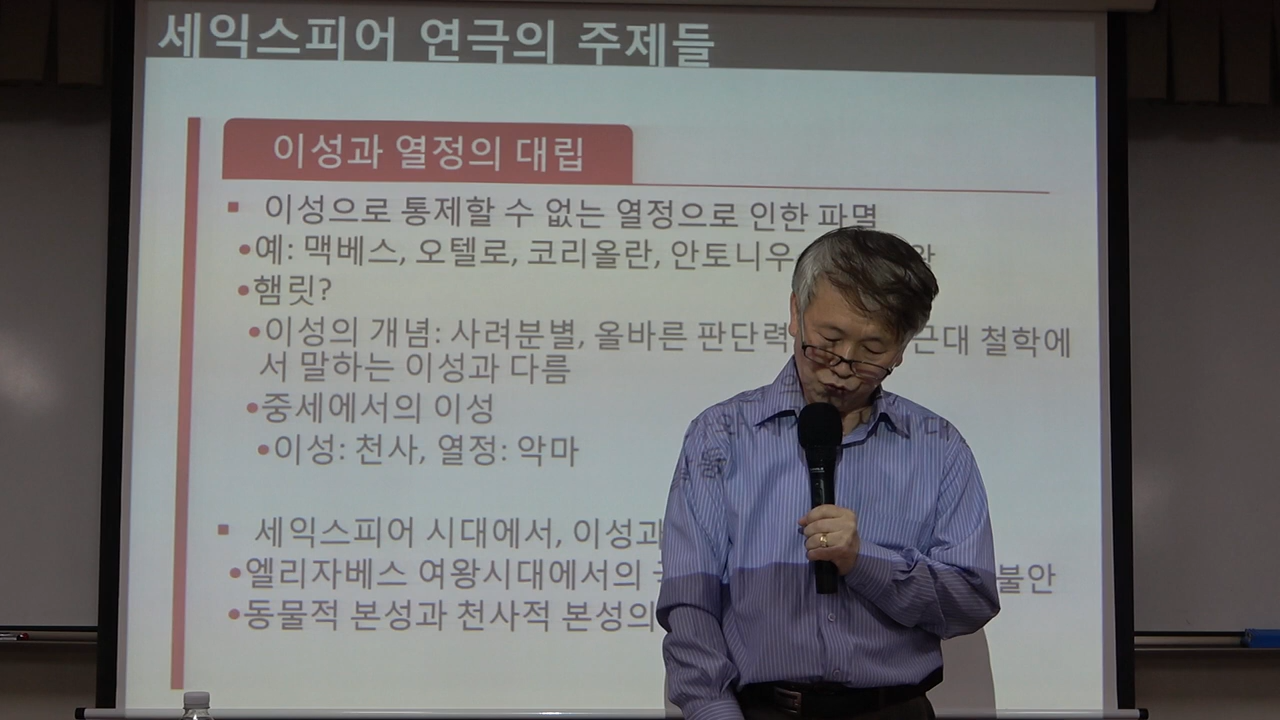 세익스피어 연극의 주제들
이성과 열정의 대립
이성으로 통제할 수 없는 열정으로 인한 파멸
예: 맥베스, 오텔로, 코리올란, 안토니우
햄릿?
이성의 개념: 사려분별, 올바른 판단력 근대 철학에
서 말하는 이성과 다름
중세에서의 이성
이성: 천사, 열정: 악마
세익스피어 시대에서, 이성과
엘리자베스 여왕시대에서의 불안
동물적 본성과 천사적 본성의